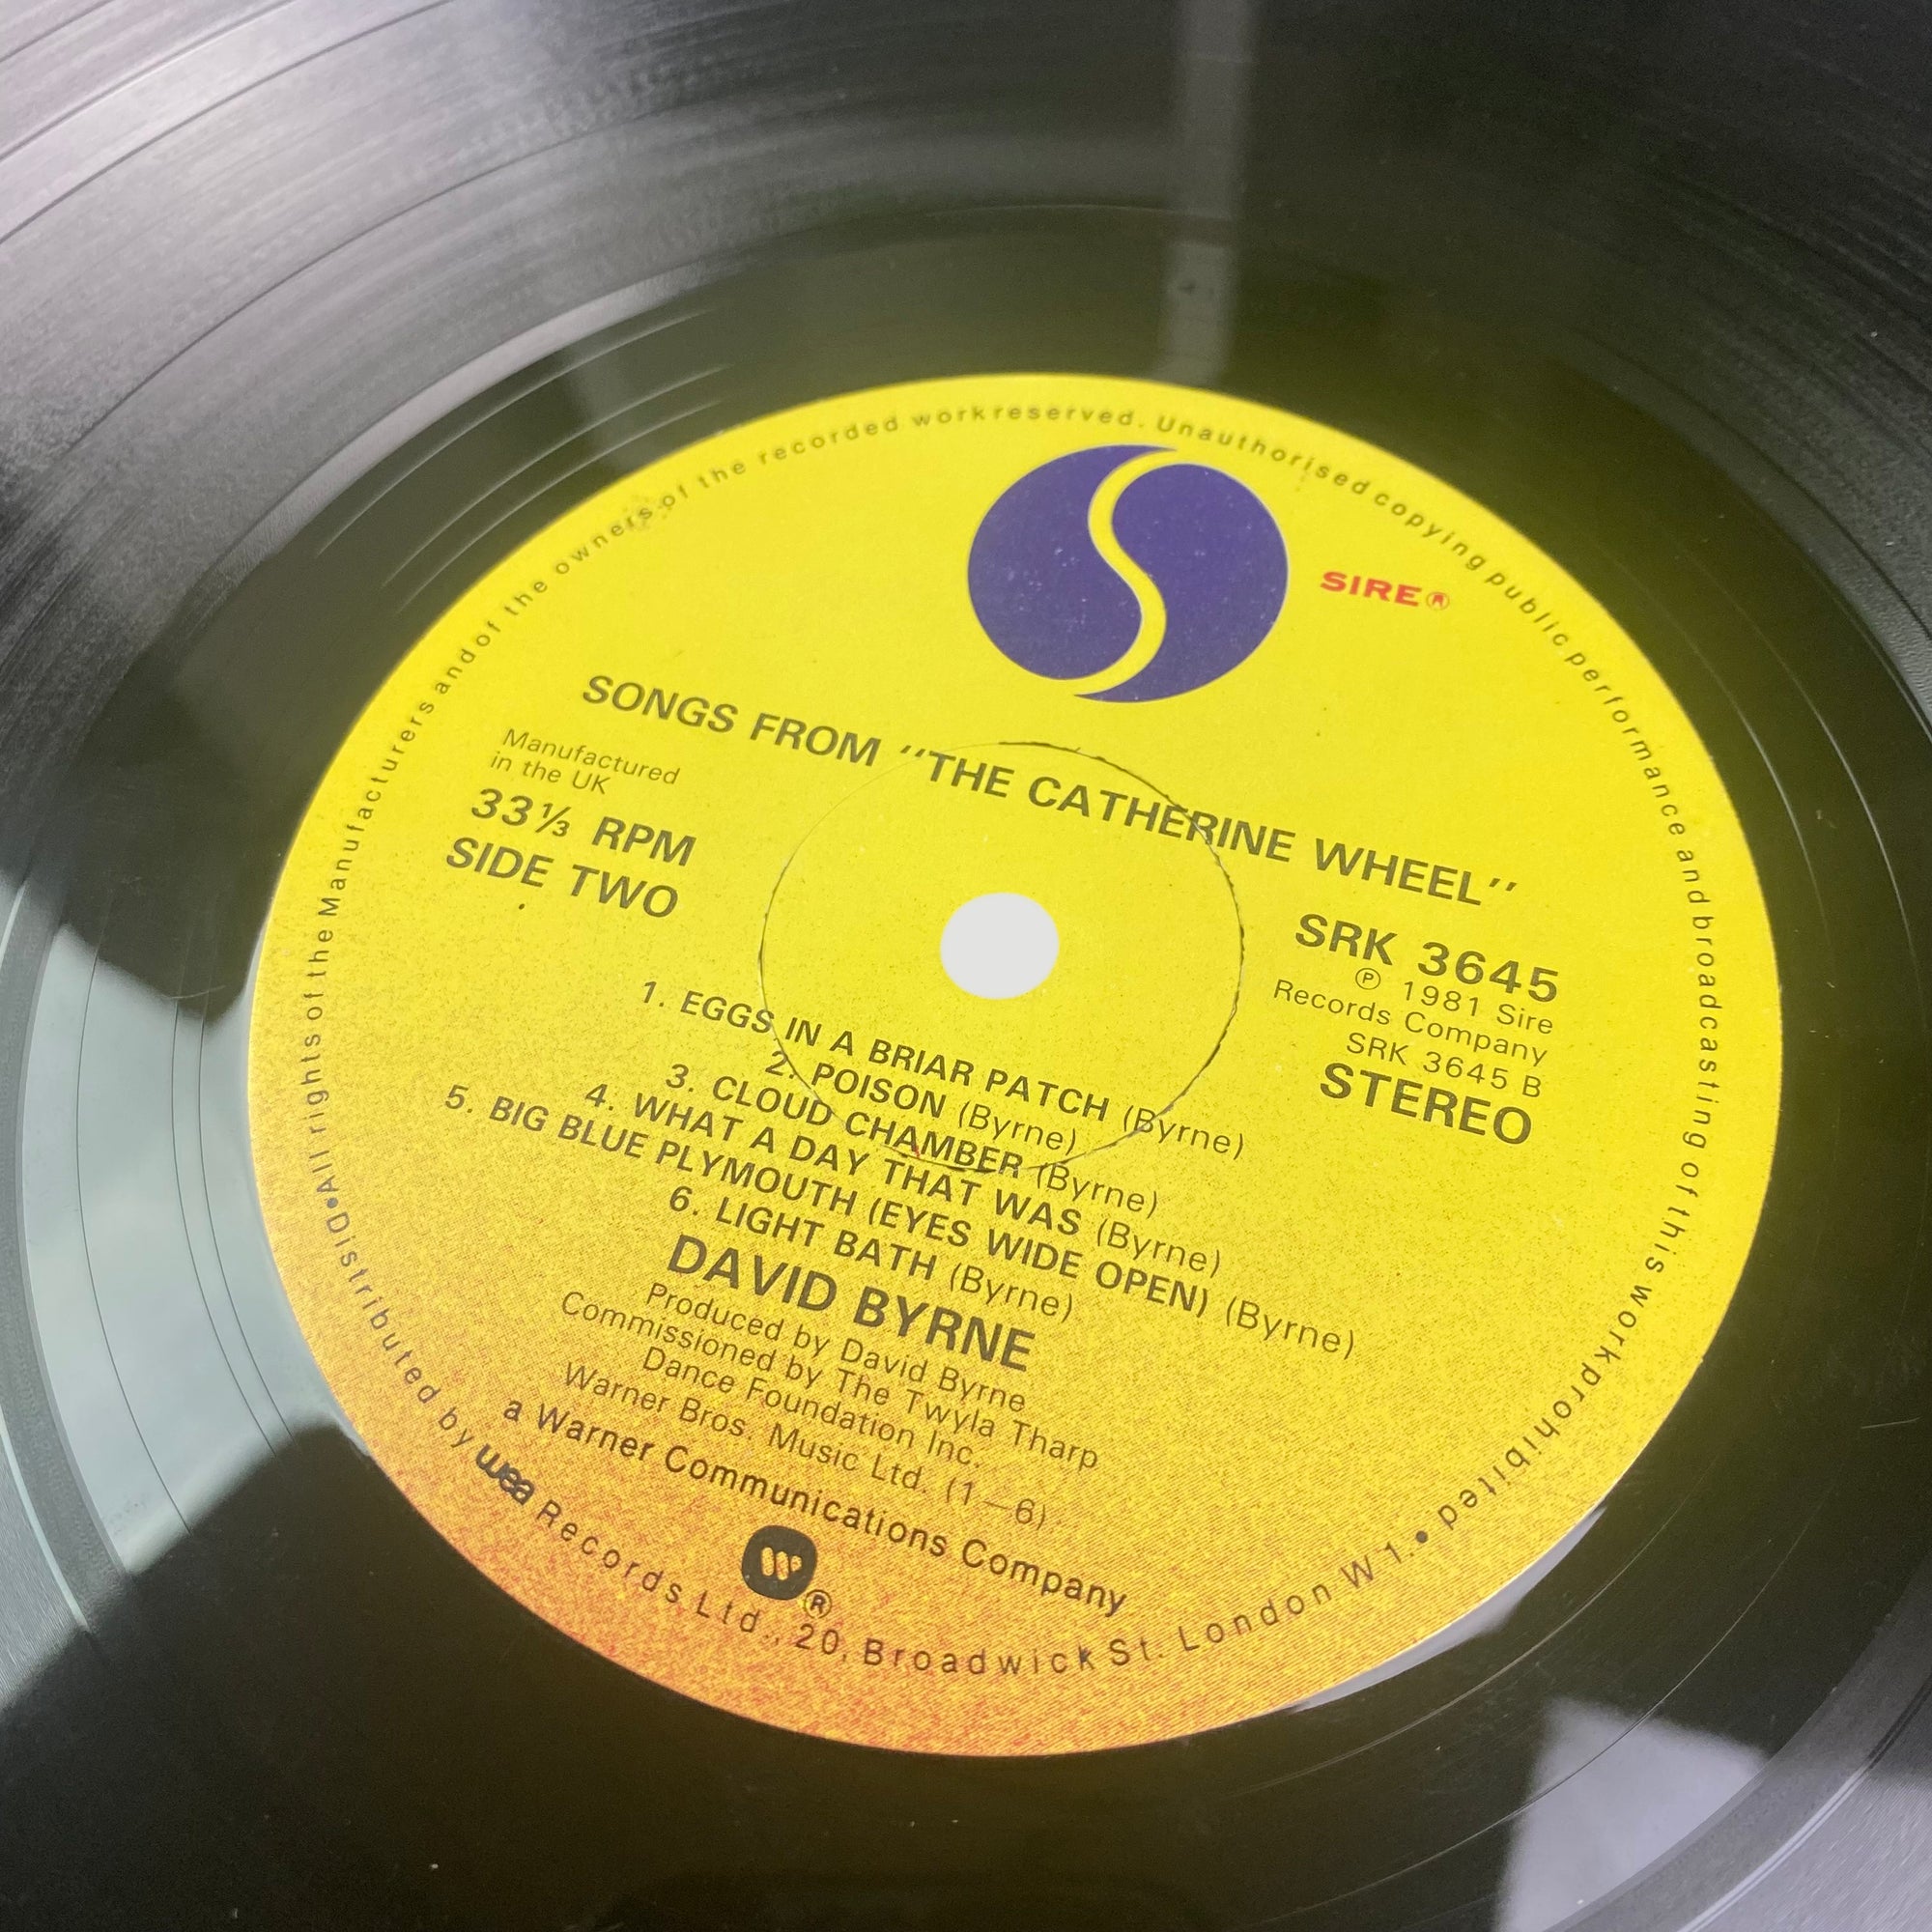 SIRE®
SONGS FROM "THE CATHERINE WHEEL"
Manufactured
in the UK
33⅓ RPM
SIDE TWO
SRK 3645
℗ 1981 Sire
Records Company
SRK 3645 B
STEREO
1. EGGS IN A BRIAR PATCH (Byrne)
2. POISON (Byrne)
3. CLOUD CHAMBER (Byrne)
4. WHAT A DAY THAT WAS (Byrne)
5. BIG BLUE PLYMOUTH (EYES WIDE OPEN) (Byrne)
6. LIGHT BATH (Byrne)
DAVID BYRNE
Produced by David Byrne
Commissioned by The Twyla Tharp
Dance Foundation Inc.
Warner Bros. Music Ltd. (1–6)
a Warner Communications Company
W®
D•All rights of the Manufacturers and of the owners of the recorded work reserved. Unauthorised copying public performance and broadcasting of this work prohibited •
Distributed by wea Records Ltd., 20, Broadwick St. London W1.